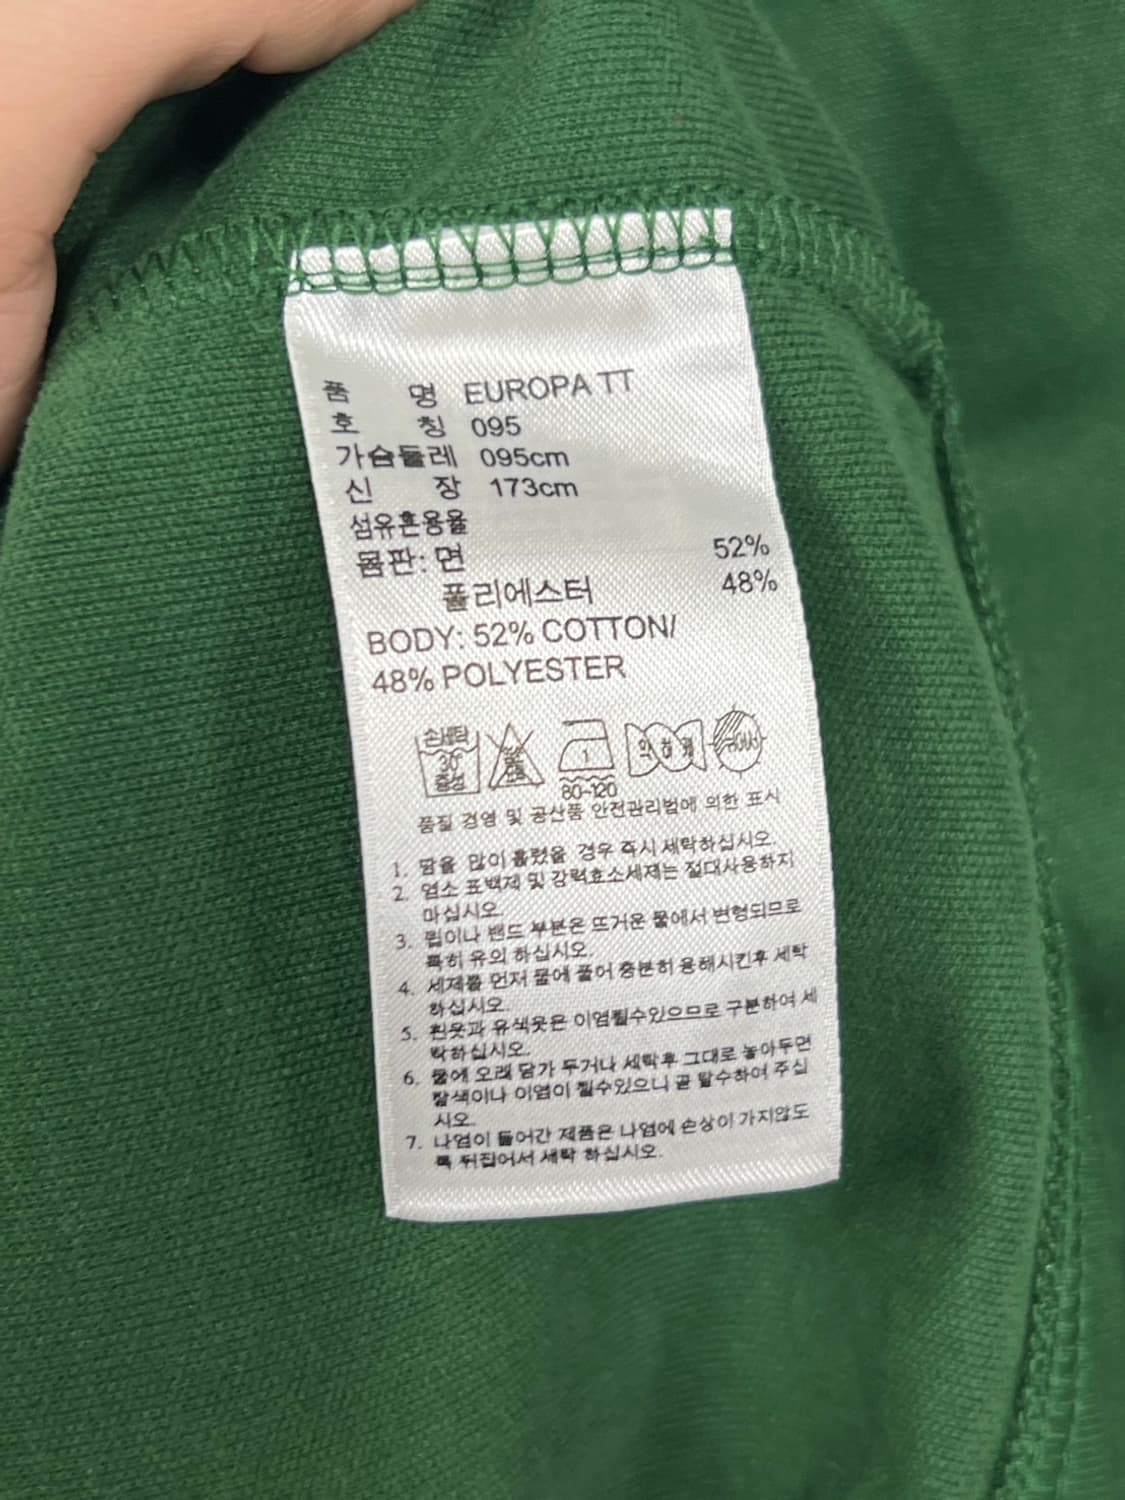 품 명 EUROPA TT
호 칭 095
가슴둘레 095cm
신 장 173cm
섬유혼용율
몸판: 면 52%
폴리에스터 48%
BODY: 52% COTTON/
48% POLYESTER
손세탁 30° 중성
1
80~120
약 하 게
품질 경영 및 공산품 안전관리법에 의한 표시
1. 땀을 많이 흘렸을 경우 즉시 세탁하십시오.
2. 염소 표백제 및 강력효소세제는 절대사용하지
마십시오.
3. 립이나 밴드 부분은 뜨거운 물에서 변형되므로
특히 유의 하십시오.
4. 세제를 먼저 물에 풀어 충분히 용해시킨후 세탁
하십시오.
5. 흰옷과 유색옷은 이염될수있으므로 구분하여 세
탁하십시오.
6. 물에 오래 담가 두거나 세탁후 그대로 놓아두면
탈색이나 이염이 될수있으니 곧 탈수하여 주십
시오.
7. 나염이 들어간 제품은 나염에 손상이 가지않도
록 뒤집어서 세탁 하십시오.